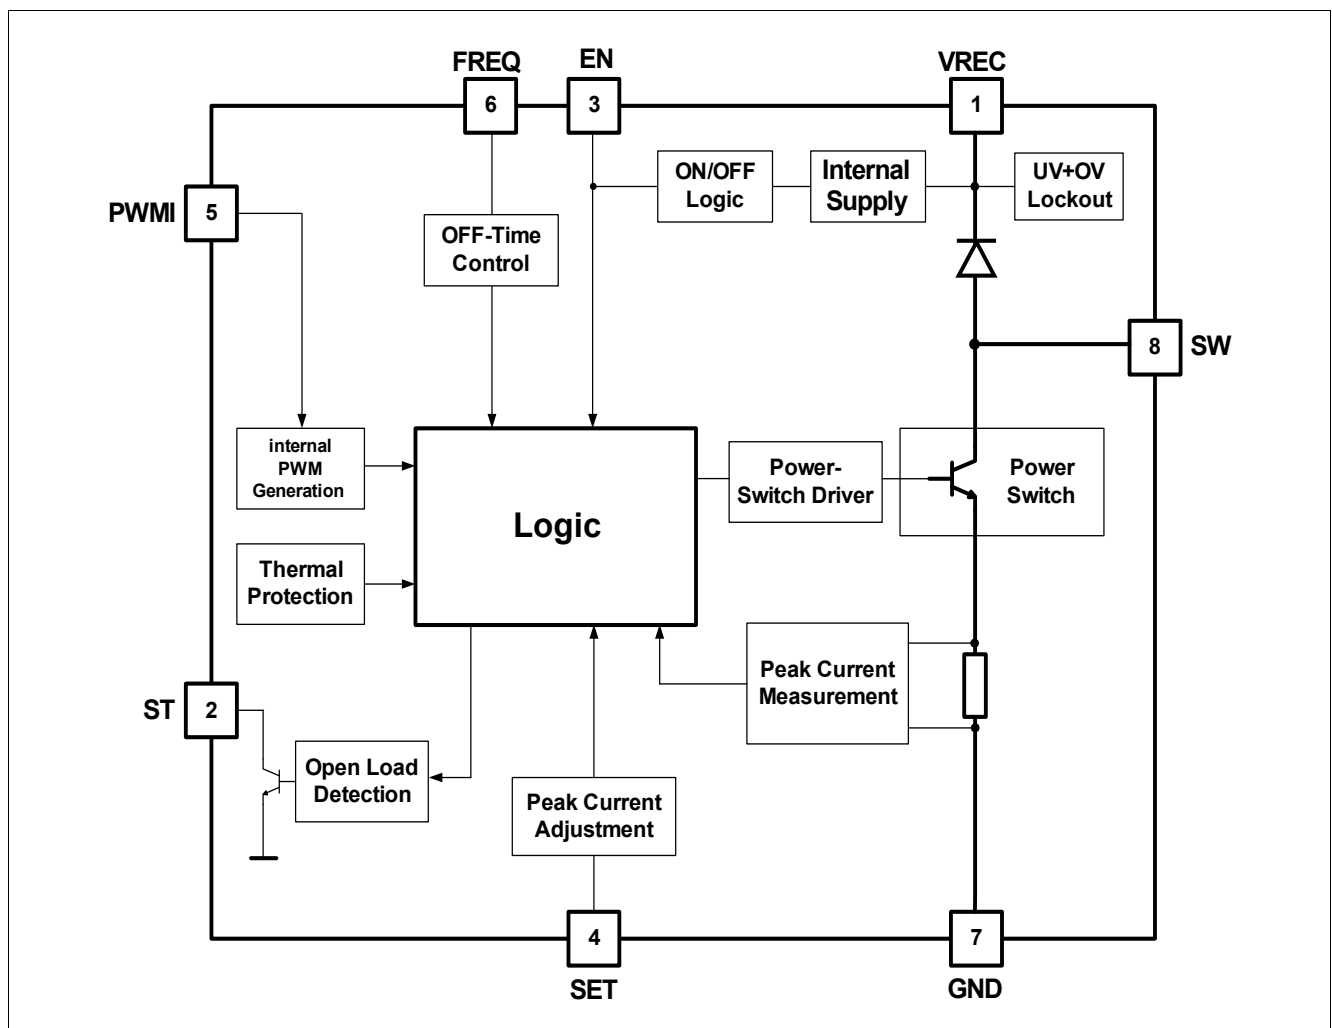 FREQ
EN
VREC
6
3
1
ON/OFF
Logic
Internal
Supply
UV+OV
Lockout
PWMI
5
OFF-Time
Control
8
SW
internal
PWM
Generation
Logic
Power-
Switch Driver
Power
Switch
Thermal
Protection
Peak Current
Measurement
ST
2
Open Load
Detection
Peak Current
Adjustment
4
7
SET
GND